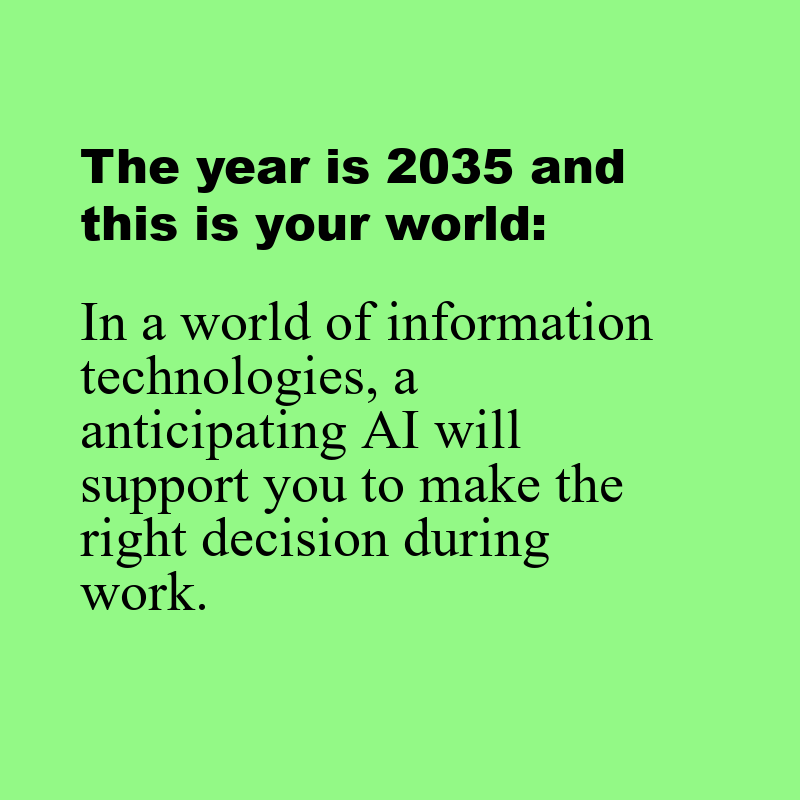 The year is 2035 and
this is your world:
In a world of information
technologies, a
anticipating AI will
support you to make the
right decision during
work.